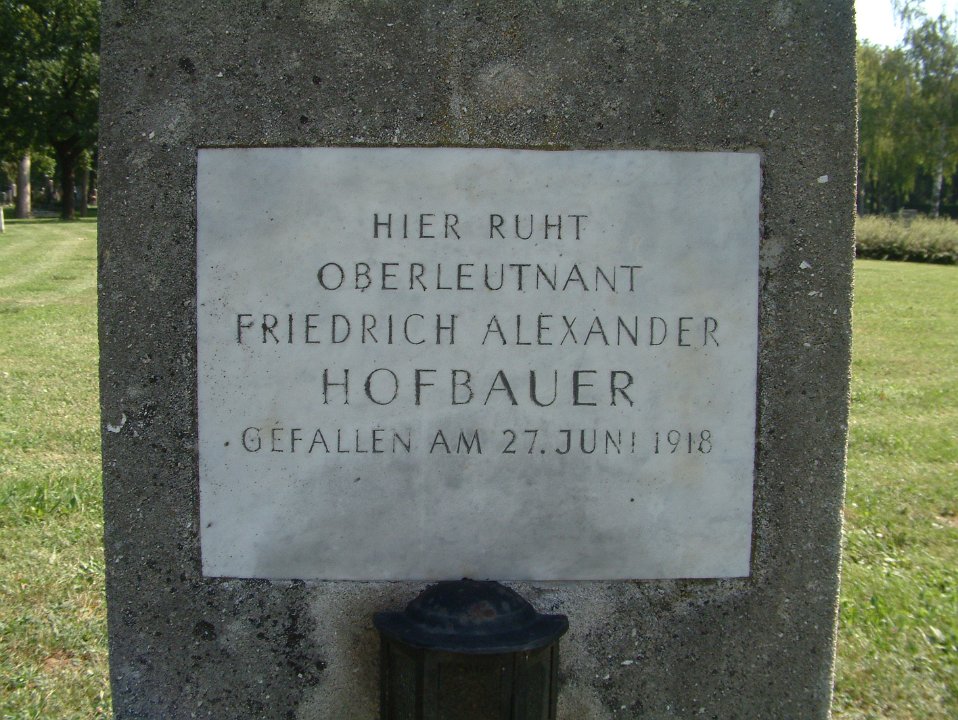 HIER RUHT
OBERLEUTNANT
FRIEDRICH ALEXANDER
HOFBAUER
GEFALLEN AM 27. JUNI 1918